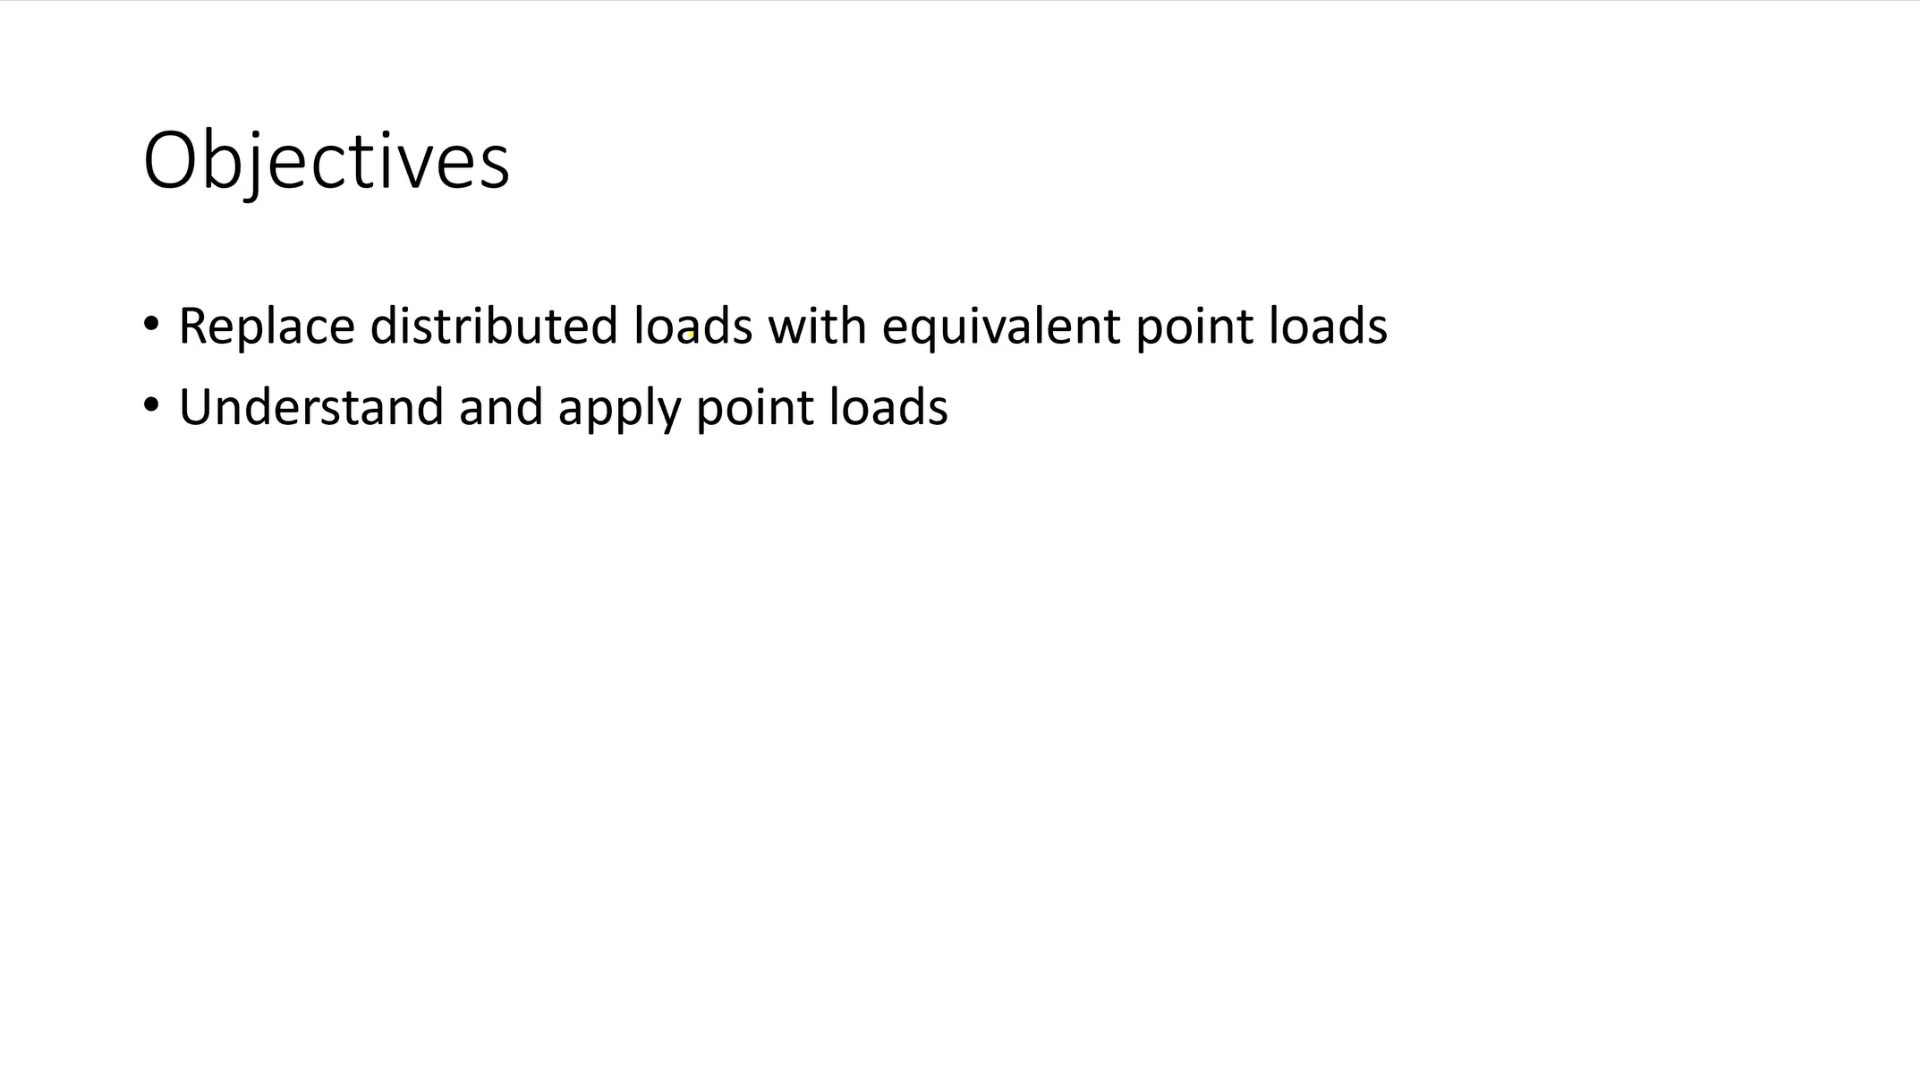 Objectives
• Replace distributed loads with equivalent point loads
• Understand and apply point loads